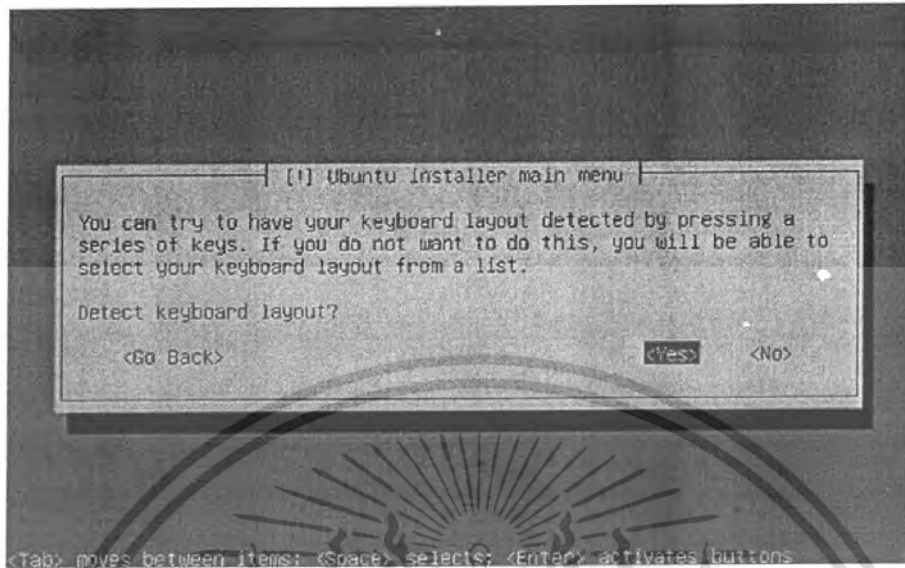 [!] Ubuntu installer main menu
You can try to have your keyboard layout detected by pressing a
series of keys. If you do not want to do this, you will be able to
select your keyboard layout from a list.
Detect keyboard layout?
<Go Back> <Yes> <No>
<Tab> moves between items; <Space> selects; <Enter> activates buttons